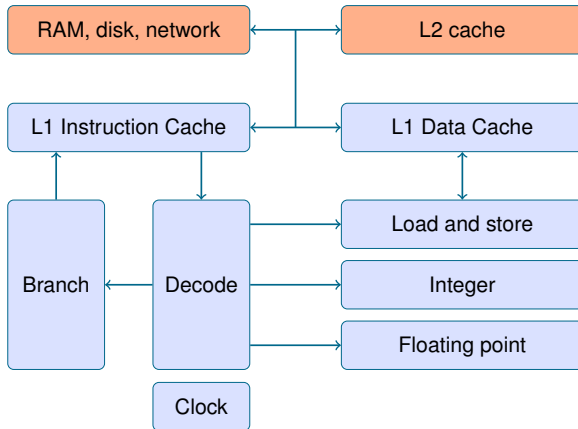 RAM, disk, network
L2 cache
L1 Instruction Cache
L1 Data Cache
Branch
Decode
Load and store
Integer
Floating point
Clock